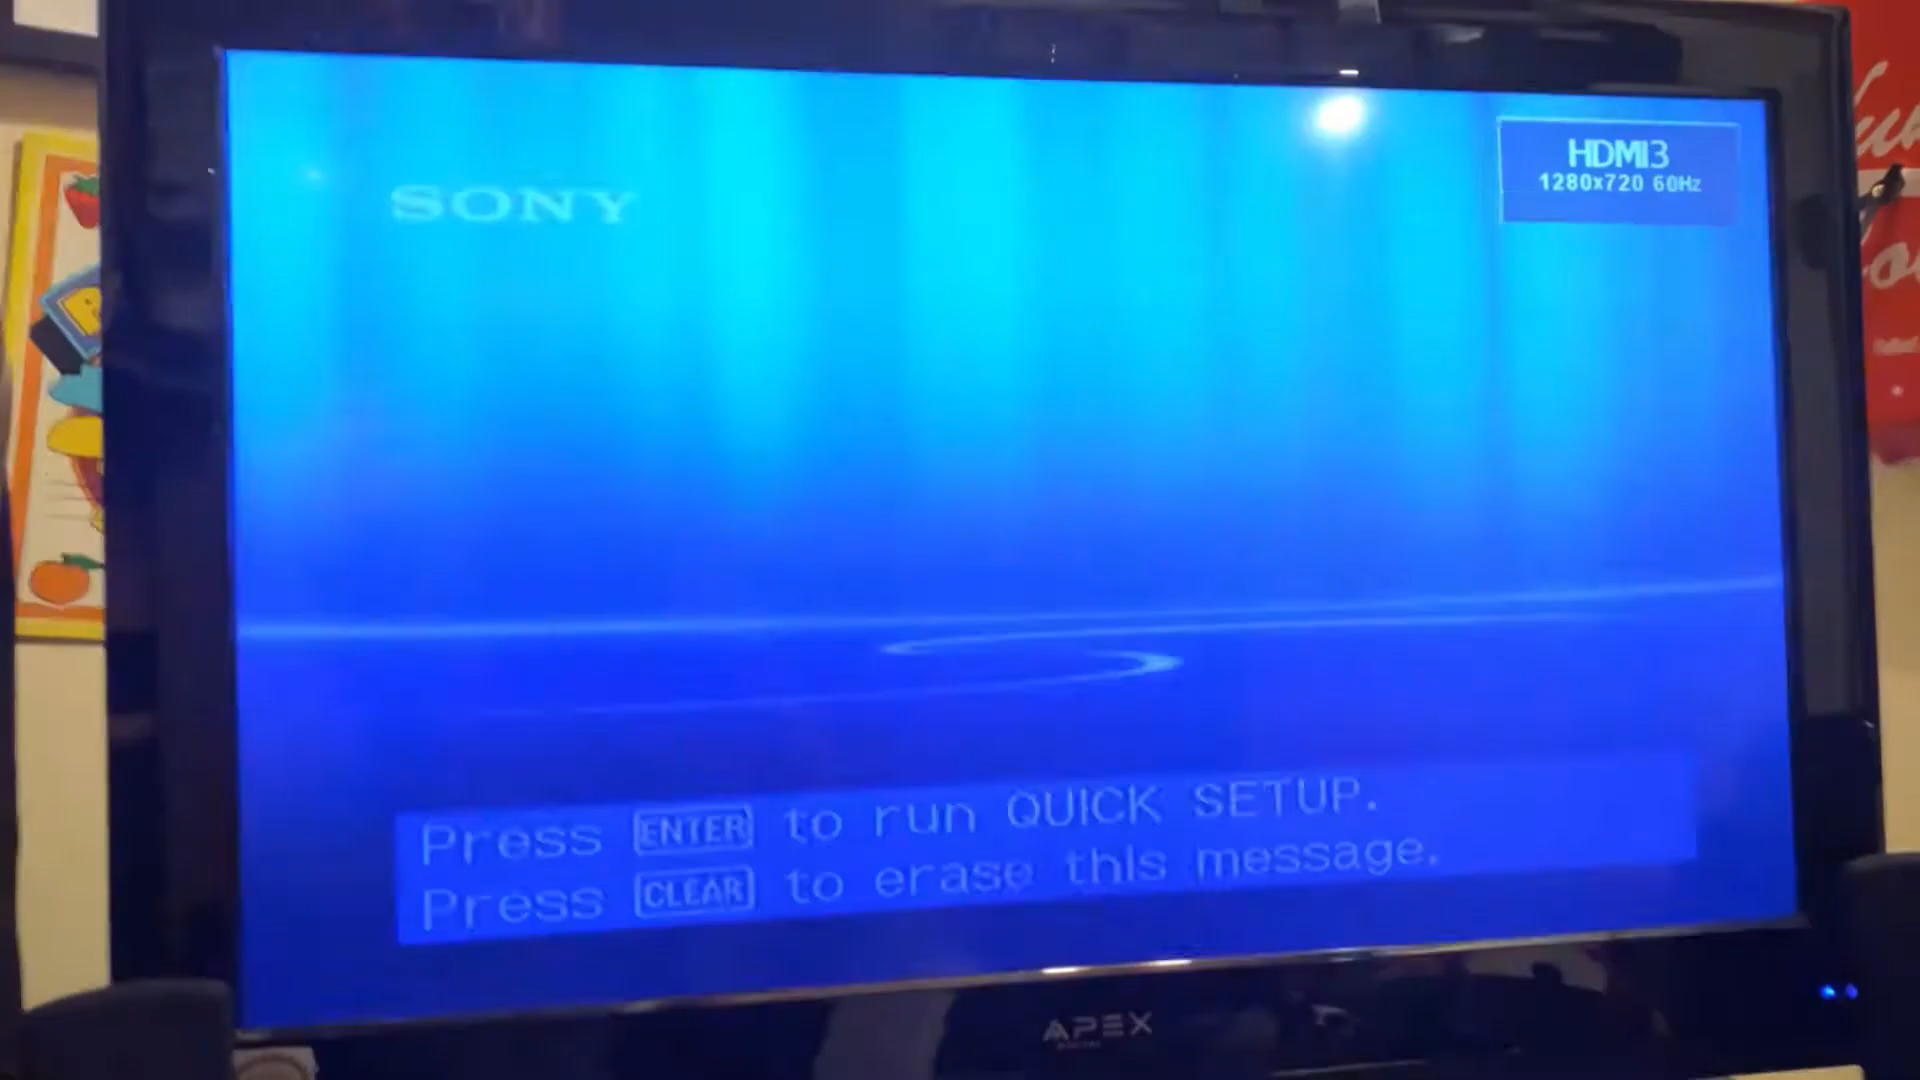 SONY
HDMI3
1280x720 60Hz
Press ENTER to run QUICK SETUP.
Press CLEAR to erase this message.
APEX